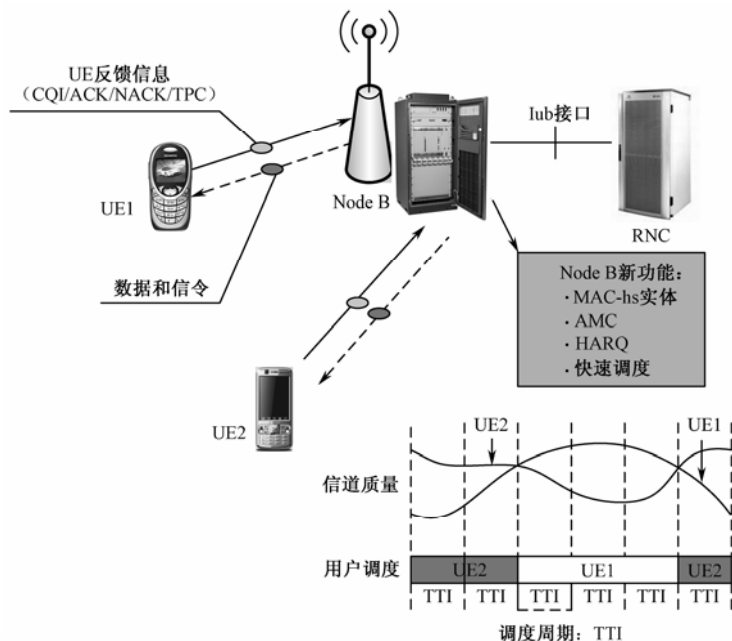 UE反馈信息
（CQI/ACK/NACK/TPC）
Iub接口
UE1
Node B
RNC
数据和信令
Node B新功能：
· MAC-hs实体
· AMC
· HARQ
· 快速调度
UE2
UE2
UE1
信道质量
用户调度
UE2
UE1
UE2
TTI
TTI
TTI
TTI
TTI
TTI
调度周期：TTI